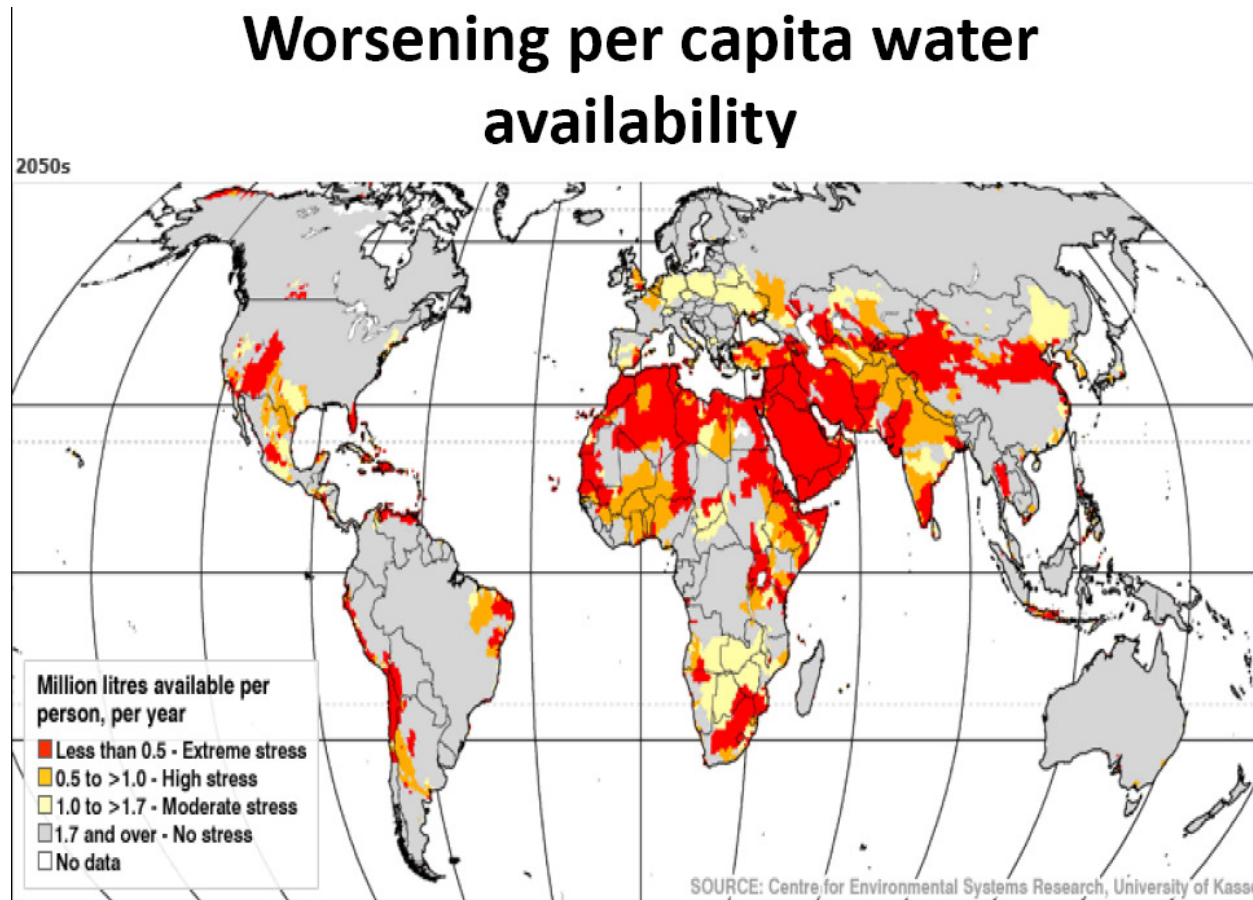 Worsening per capita water
availability
2050s
Million litres available per
person, per year
Less than 0.5 - Extreme stress
0.5 to >1.0 - High stress
1.0 to >1.7 - Moderate stress
1.7 and over - No stress
No data
SOURCE: Centre for Environmental Systems Research, University of Kasse